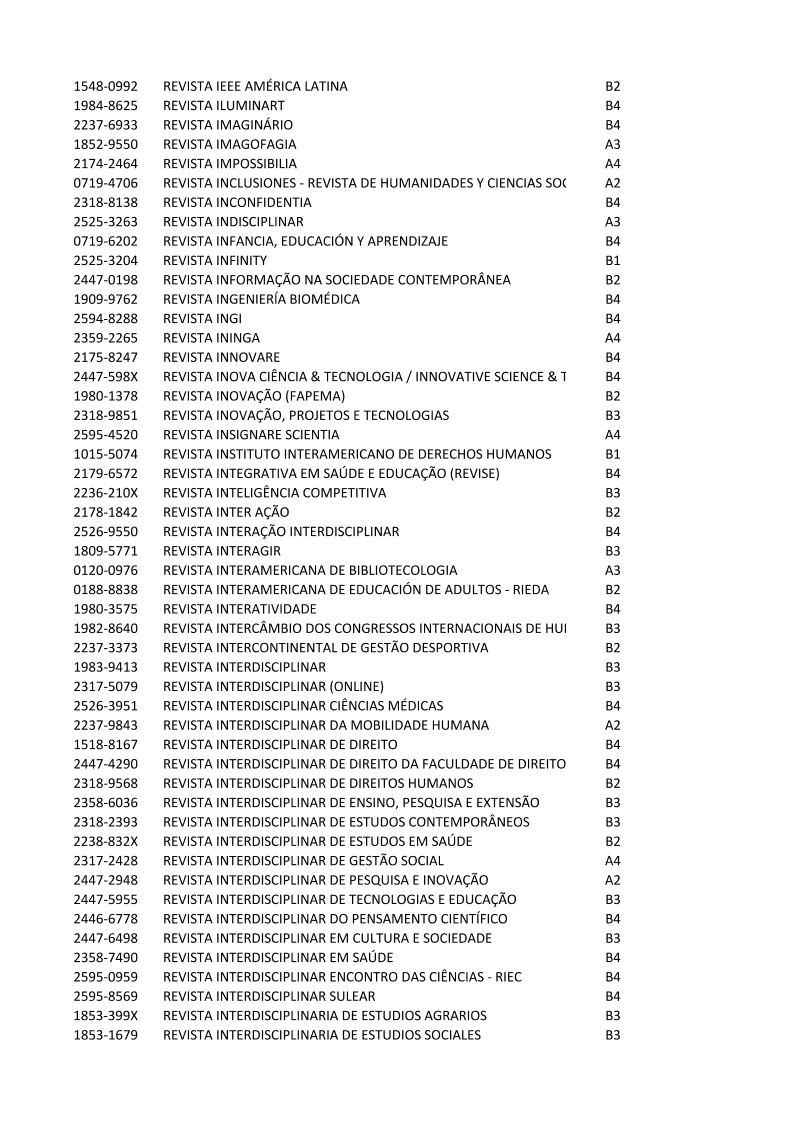 1548-0992 REVISTA IEEE AMÉRICA LATINA B2
1984-8625 REVISTA ILUMINART B4
2237-6933 REVISTA IMAGINÁRIO B4
1852-9550 REVISTA IMAGOFAGIA A3
2174-2464 REVISTA IMPOSSIBILIA A4
0719-4706 REVISTA INCLUSIONES - REVISTA DE HUMANIDADES Y CIENCIAS SOC A2
2318-8138 REVISTA INCONFIDENTIA B4
2525-3263 REVISTA INDISCIPLINAR A3
0719-6202 REVISTA INFANCIA, EDUCACIÓN Y APRENDIZAJE B4
2525-3204 REVISTA INFINITY B1
2447-0198 REVISTA INFORMAÇÃO NA SOCIEDADE CONTEMPORÂNEA B2
1909-9762 REVISTA INGENIERÍA BIOMÉDICA B4
2594-8288 REVISTA INGI B4
2359-2265 REVISTA ININGA A4
2175-8247 REVISTA INNOVARE B4
2447-598X REVISTA INOVA CIÊNCIA & TECNOLOGIA / INNOVATIVE SCIENCE & T B4
1980-1378 REVISTA INOVAÇÃO (FAPEMA) B2
2318-9851 REVISTA INOVAÇÃO, PROJETOS E TECNOLOGIAS B3
2595-4520 REVISTA INSIGNARE SCIENTIA A4
1015-5074 REVISTA INSTITUTO INTERAMERICANO DE DERECHOS HUMANOS B1
2179-6572 REVISTA INTEGRATIVA EM SAÚDE E EDUCAÇÃO (REVISE) B4
2236-210X REVISTA INTELIGÊNCIA COMPETITIVA B3
2178-1842 REVISTA INTER AÇÃO B2
2526-9550 REVISTA INTERAÇÃO INTERDISCIPLINAR B4
1809-5771 REVISTA INTERAGIR B3
0120-0976 REVISTA INTERAMERICANA DE BIBLIOTECOLOGIA A3
0188-8838 REVISTA INTERAMERICANA DE EDUCACIÓN DE ADULTOS - RIEDA B2
1980-3575 REVISTA INTERATIVIDADE B4
1982-8640 REVISTA INTERCÂMBIO DOS CONGRESSOS INTERNACIONAIS DE HUI B3
2237-3373 REVISTA INTERCONTINENTAL DE GESTÃO DESPORTIVA B2
1983-9413 REVISTA INTERDISCIPLINAR B3
2317-5079 REVISTA INTERDISCIPLINAR (ONLINE) B3
2526-3951 REVISTA INTERDISCIPLINAR CIÊNCIAS MÉDICAS B4
2237-9843 REVISTA INTERDISCIPLINAR DA MOBILIDADE HUMANA A2
1518-8167 REVISTA INTERDISCIPLINAR DE DIREITO B4
2447-4290 REVISTA INTERDISCIPLINAR DE DIREITO DA FACULDADE DE DIREITO B4
2318-9568 REVISTA INTERDISCIPLINAR DE DIREITOS HUMANOS B2
2358-6036 REVISTA INTERDISCIPLINAR DE ENSINO, PESQUISA E EXTENSÃO B3
2318-2393 REVISTA INTERDISCIPLINAR DE ESTUDOS CONTEMPORÂNEOS B3
2238-832X REVISTA INTERDISCIPLINAR DE ESTUDOS EM SAÚDE B2
2317-2428 REVISTA INTERDISCIPLINAR DE GESTÃO SOCIAL A4
2447-2948 REVISTA INTERDISCIPLINAR DE PESQUISA E INOVAÇÃO A2
2447-5955 REVISTA INTERDISCIPLINAR DE TECNOLOGIAS E EDUCAÇÃO B3
2446-6778 REVISTA INTERDISCIPLINAR DO PENSAMENTO CIENTÍFICO B4
2447-6498 REVISTA INTERDISCIPLINAR EM CULTURA E SOCIEDADE B3
2358-7490 REVISTA INTERDISCIPLINAR EM SAÚDE B4
2595-0959 REVISTA INTERDISCIPLINAR ENCONTRO DAS CIÊNCIAS - RIEC B4
2595-8569 REVISTA INTERDISCIPLINAR SULEAR B4
1853-399X REVISTA INTERDISCIPLINARIA DE ESTUDIOS AGRARIOS B3
1853-1679 REVISTA INTERDISCIPLINARIA DE ESTUDIOS SOCIALES B3